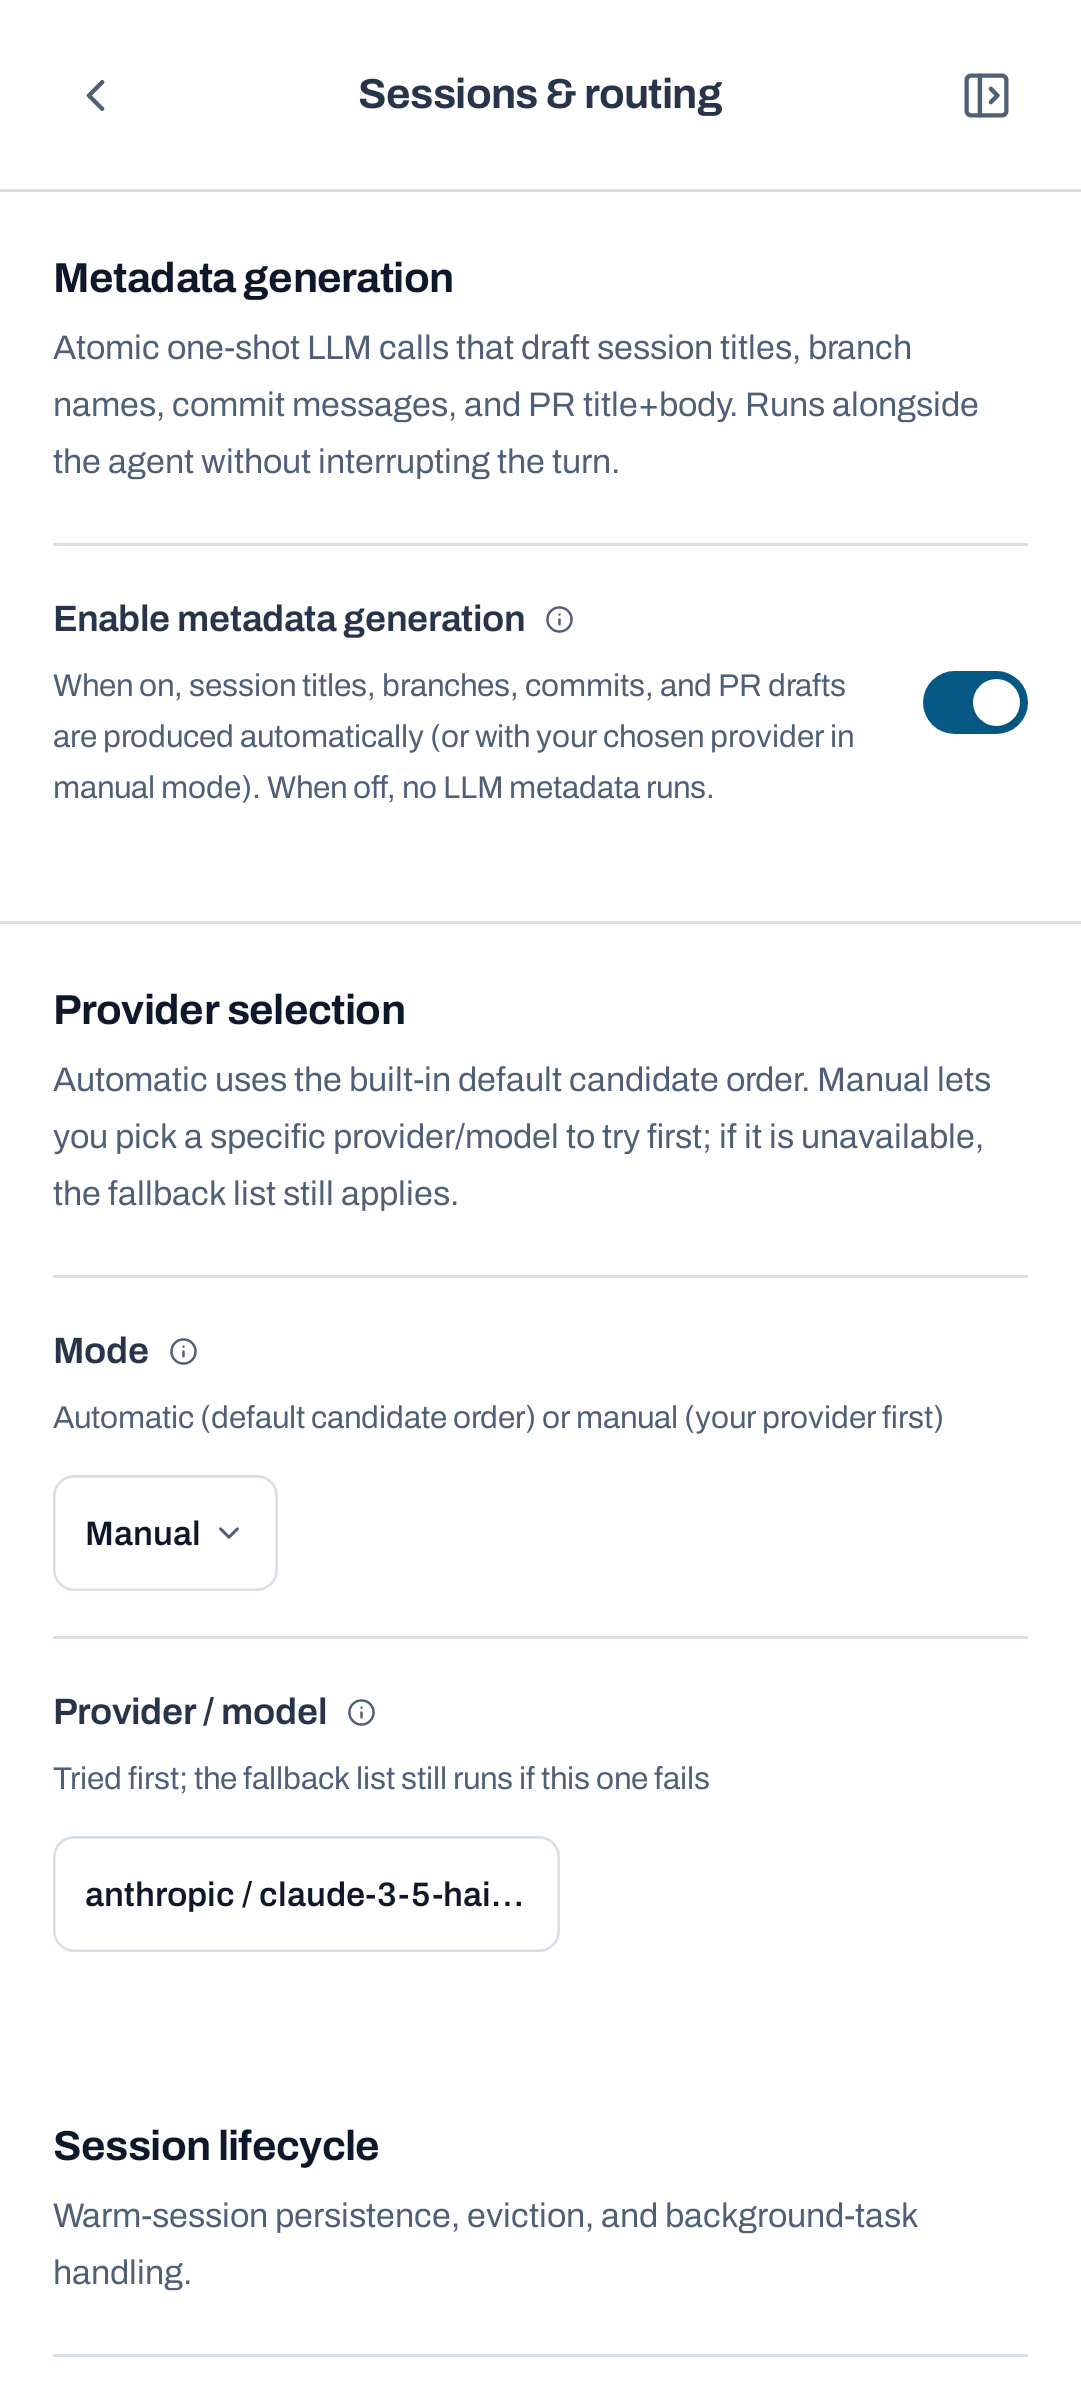 Sessions & routing
Metadata generation
Atomic one-shot LLM calls that draft session titles, branch
names, commit messages, and PR title+body. Runs alongside
the agent without interrupting the turn.
Enable metadata generation
When on, session titles, branches, commits, and PR drafts
are produced automatically (or with your chosen provider in
manual mode). When off, no LLM metadata runs.
Provider selection
Automatic uses the built-in default candidate order. Manual lets
you pick a specific provider/model to try first; if it is unavailable,
the fallback list still applies.
Mode
Automatic (default candidate order) or manual (your provider first)
Manual
Provider / model
Tried first; the fallback list still runs if this one fails
anthropic / claude-3-5-hai...
Session lifecycle
Warm-session persistence, eviction, and background-task
handling.